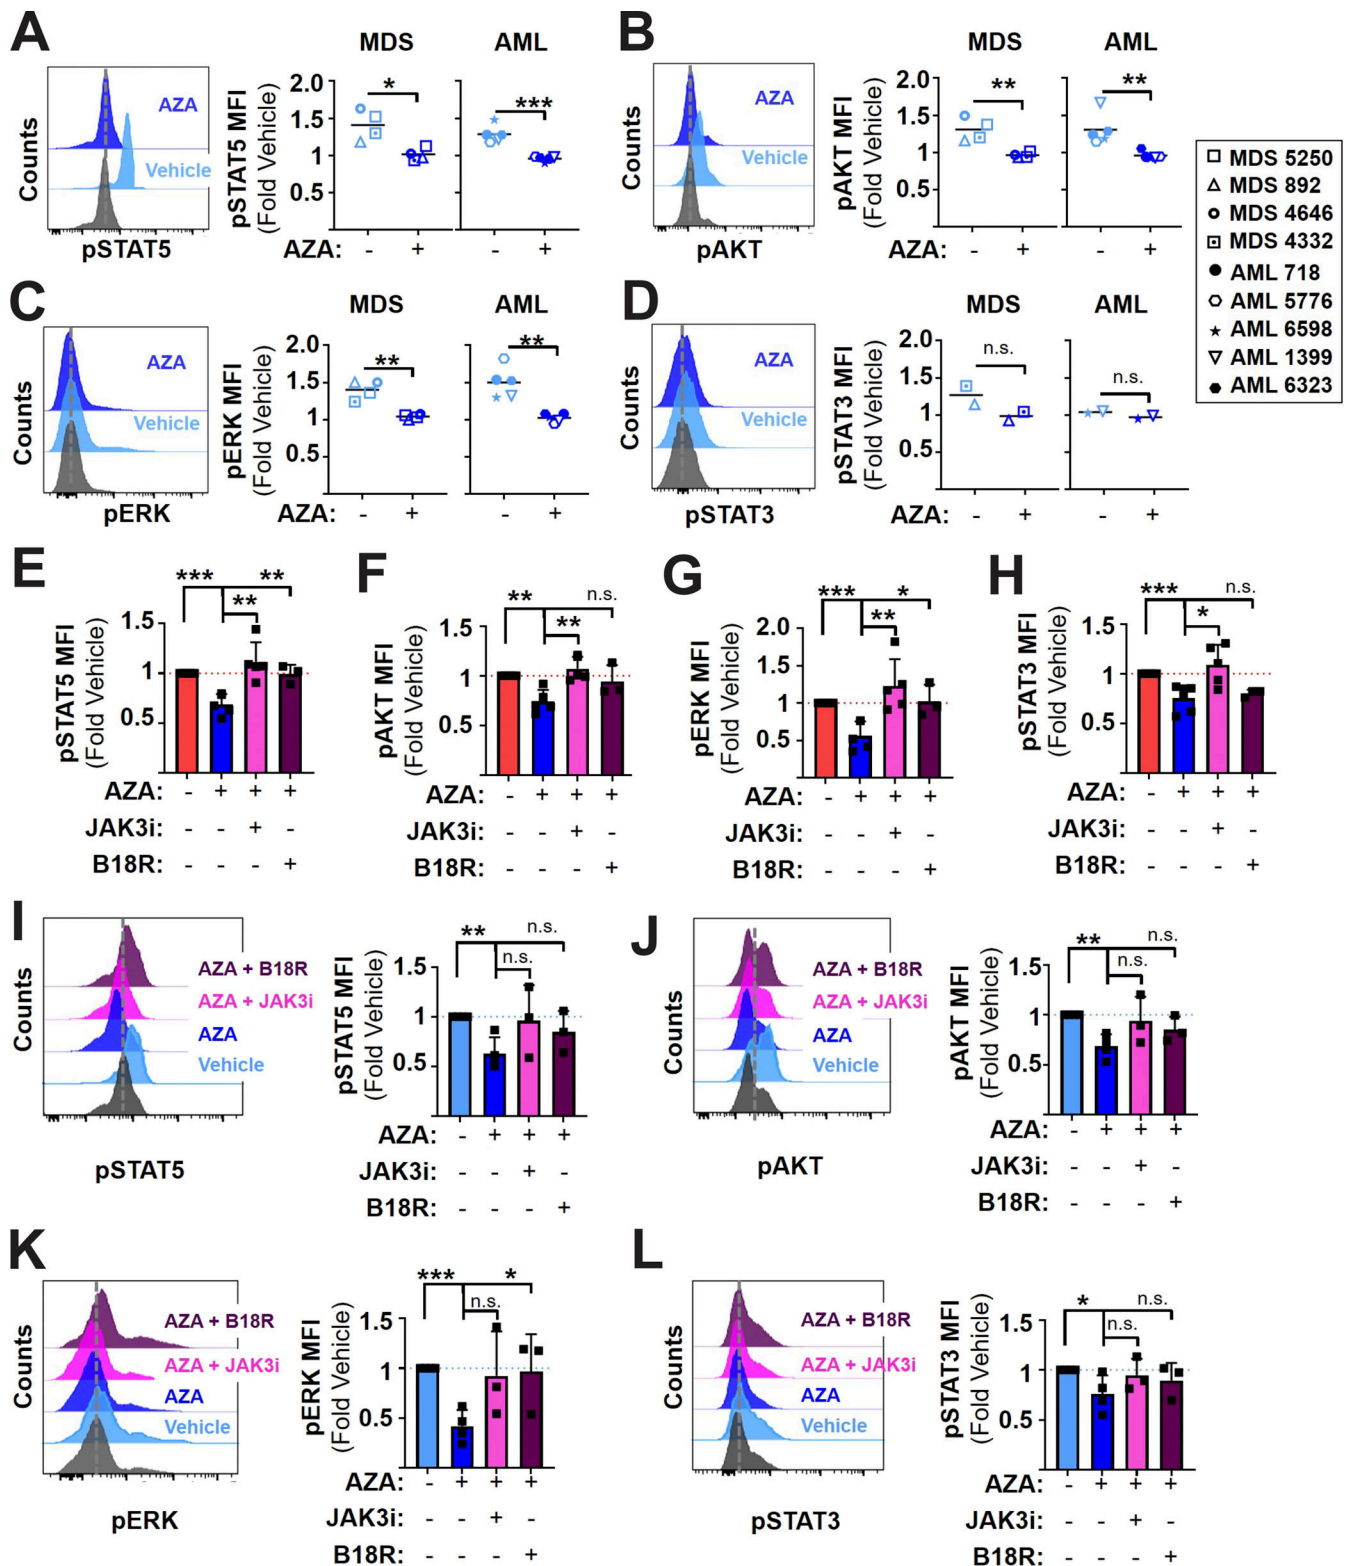 A
MDS
AML
Counts
AZA
Vehicle
pSTAT5
pSTAT5 MFI
(Fold Vehicle)
2.0
1.5
1
0.5
*
***
AZA:
-
+
-
+
B
MDS
AML
Counts
AZA
Vehicle
pAKT
pAKT MFI
(Fold Vehicle)
2.0
1.5
1
0.5
**
**
AZA:
-
+
-
+
MDS 5250
MDS 892
MDS 4646
MDS 4332
AML 718
AML 5776
AML 6598
AML 1399
AML 6323
C
MDS
AML
Counts
AZA
Vehicle
pERK
pERK MFI
(Fold Vehicle)
2.0
1.5
1
0.5
**
**
AZA:
-
+
-
+
D
MDS
AML
Counts
AZA
Vehicle
pSTAT3
pSTAT3 MFI
(Fold Vehicle)
2.0
1.5
1
0.5
n.s.
n.s.
AZA:
-
+
-
+
E
*** **
**
pSTAT5 MFI
(Fold Vehicle)
1.5
1
0.5
AZA: - + + +
JAK3i: - - + -
B18R: - - - +
F
** n.s.
**
pAKT MFI
(Fold Vehicle)
1.5
1
0.5
AZA: - + + +
JAK3i: - - + -
B18R: - - - +
G
*** *
**
pERK MFI
(Fold Vehicle)
2.0
1.5
1
0.5
AZA: - + + +
JAK3i: - - + -
B18R: - - - +
H
*** n.s.
*
pSTAT3 MFI
(Fold Vehicle)
1.5
1
0.5
AZA: - + + +
JAK3i: - - + -
B18R: - - - +
I
Counts
AZA + B18R
AZA + JAK3i
AZA
Vehicle
pSTAT5
** n.s.
n.s.
pSTAT5 MFI
(Fold Vehicle)
1.5
1
0.5
AZA: - + + +
JAK3i: - - + -
B18R: - - - +
J
Counts
AZA + B18R
AZA + JAK3i
AZA
Vehicle
pAKT
** n.s.
n.s.
pAKT MFI
(Fold Vehicle)
1.5
1
0.5
AZA: - + + +
JAK3i: - - + -
B18R: - - - +
K
Counts
AZA + B18R
AZA + JAK3i
AZA
Vehicle
pERK
*** *
n.s.
pERK MFI
(Fold Vehicle)
1.5
1
0.5
AZA: - + + +
JAK3i: - - + -
B18R: - - - +
L
Counts
AZA + B18R
AZA + JAK3i
AZA
Vehicle
pSTAT3
* n.s.
n.s.
pSTAT3 MFI
(Fold Vehicle)
1.5
1
0.5
AZA: - + + +
JAK3i: - - + -
B18R: - - - +